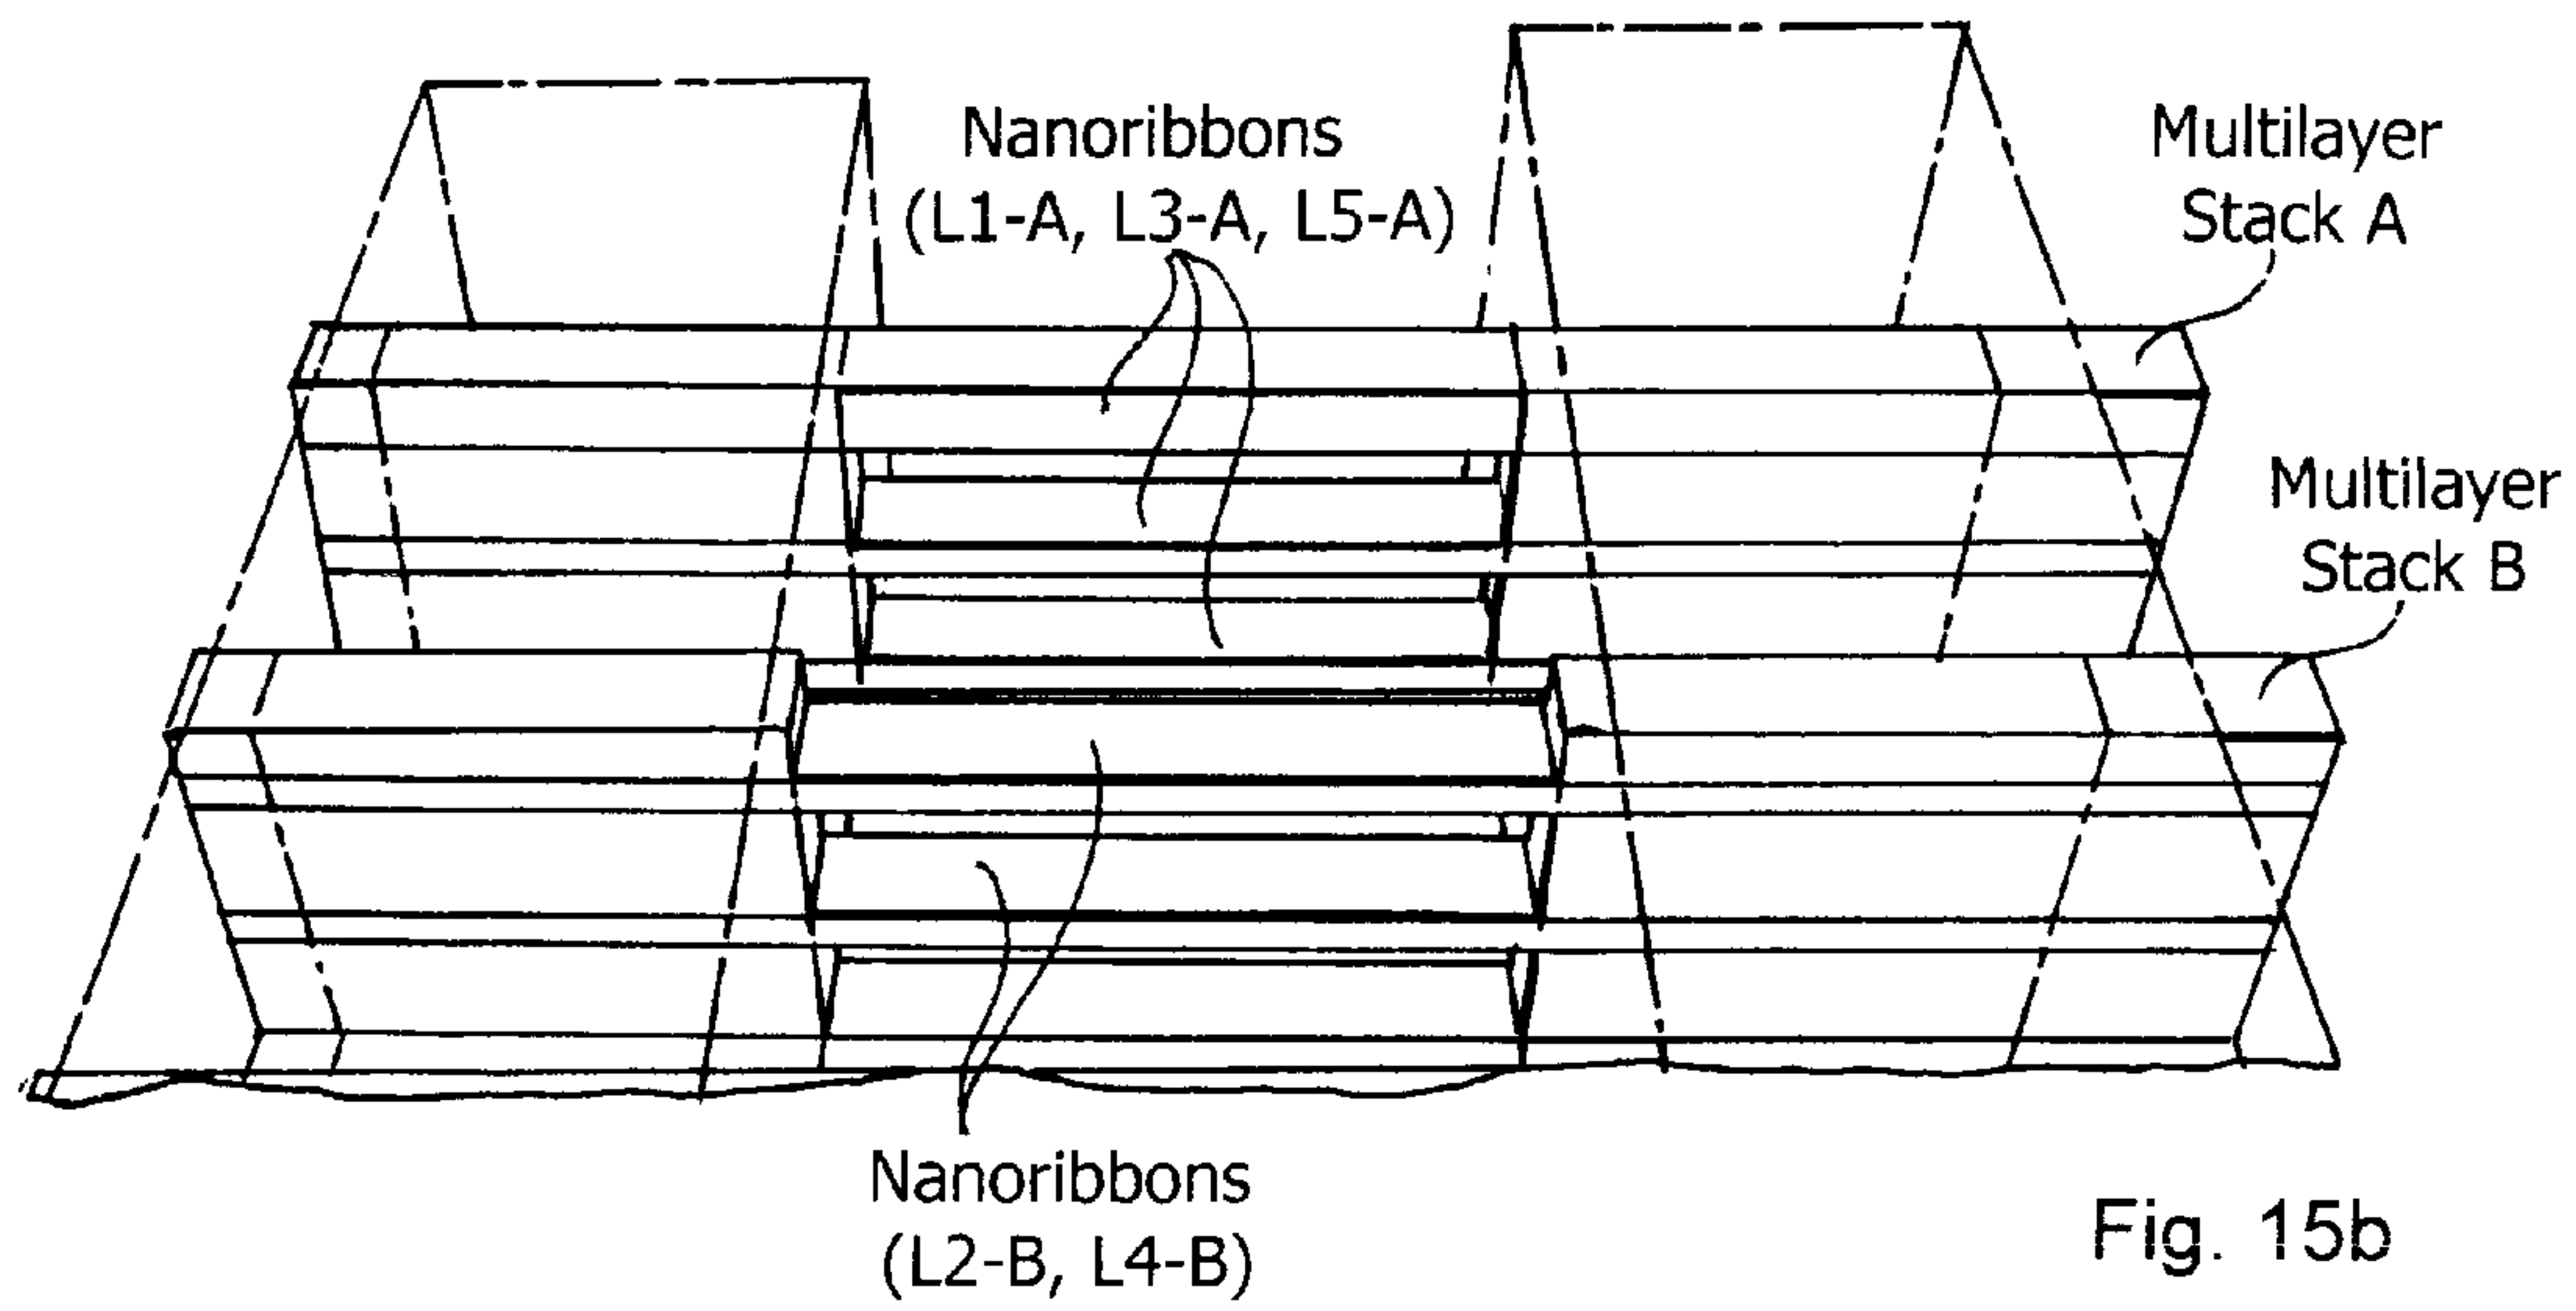 Nanoribbons
(L1-A, L3-A, L5-A)
Multilayer
Stack A
Multilayer
Stack B
Nanoribbons
(L2-B, L4-B)
Fig. 15b